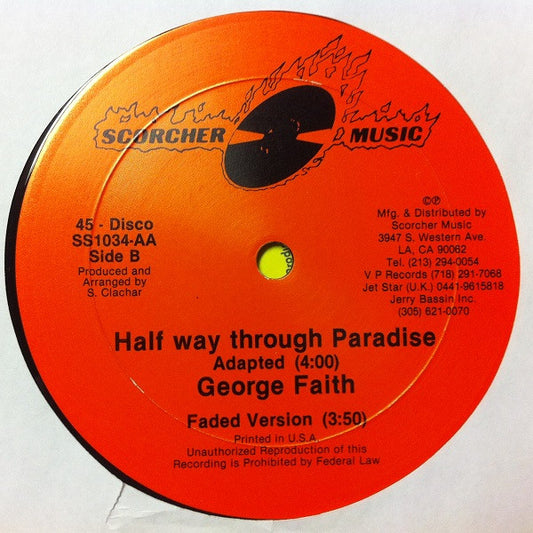 SCORCHER MUSIC
45 - Disco
SS1034-AA
Side B
Produced and
Arranged by
S. Clachar
©℗
Mfg. & Distributed by
Scorcher Music
3947 S. Western Ave.
LA, CA 90062
Tel. (213) 294-0054
V P Records (718) 291-7068
Jet Star (U.K.) 0441-9615818
Jerry Bassin Inc.
(305) 621-0070
Half way through Paradise
Adapted (4:00)
George Faith
Faded Version (3:50)
Printed in U.S.A.
Unauthorized Reproduction of this
Recording is Prohibited by Federal Law